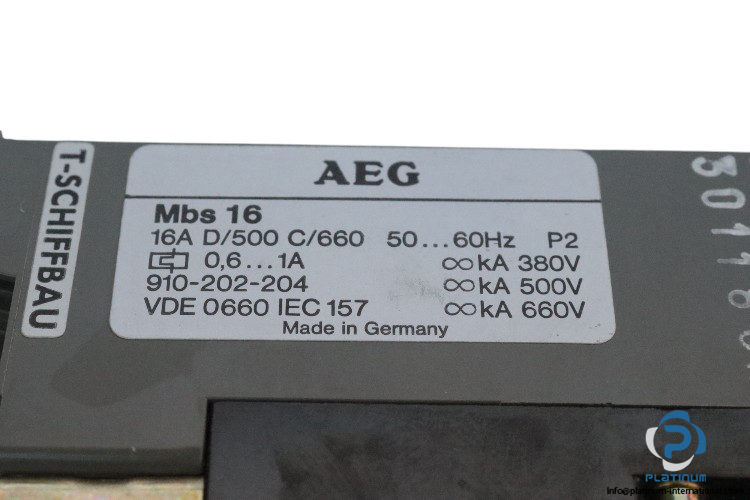 T-SCHIFFBAU
AEG
Mbs 16
16A D/500 C/660 50...60Hz P2
0,6...1A ∞kA 380V
910-202-204 ∞kA 500V
VDE 0660 IEC 157 ∞kA 660V
Made in Germany
PLATINUM